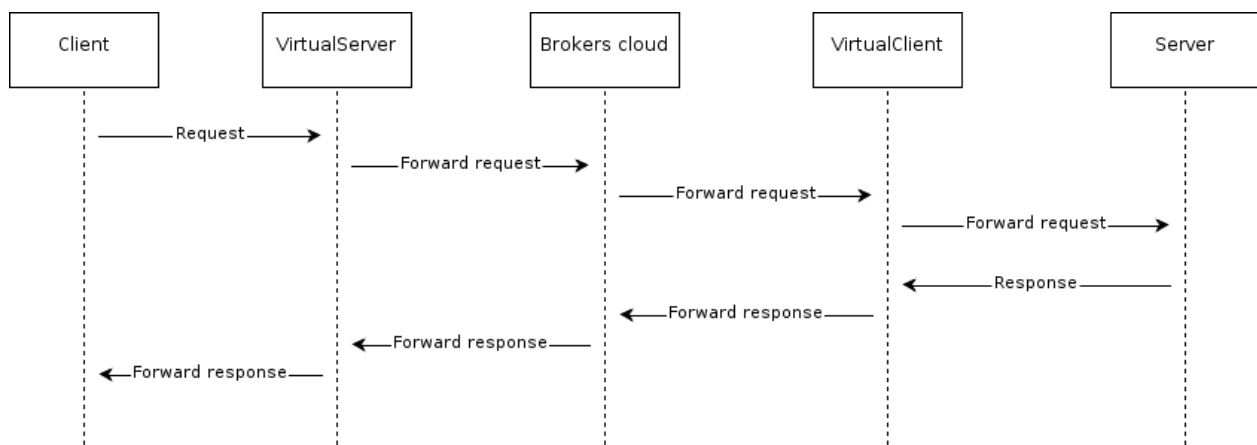 Client
VirtualServer
Brokers cloud
VirtualClient
Server
Request
Forward request
Forward request
Forward request
Response
Forward response
Forward response
Forward response